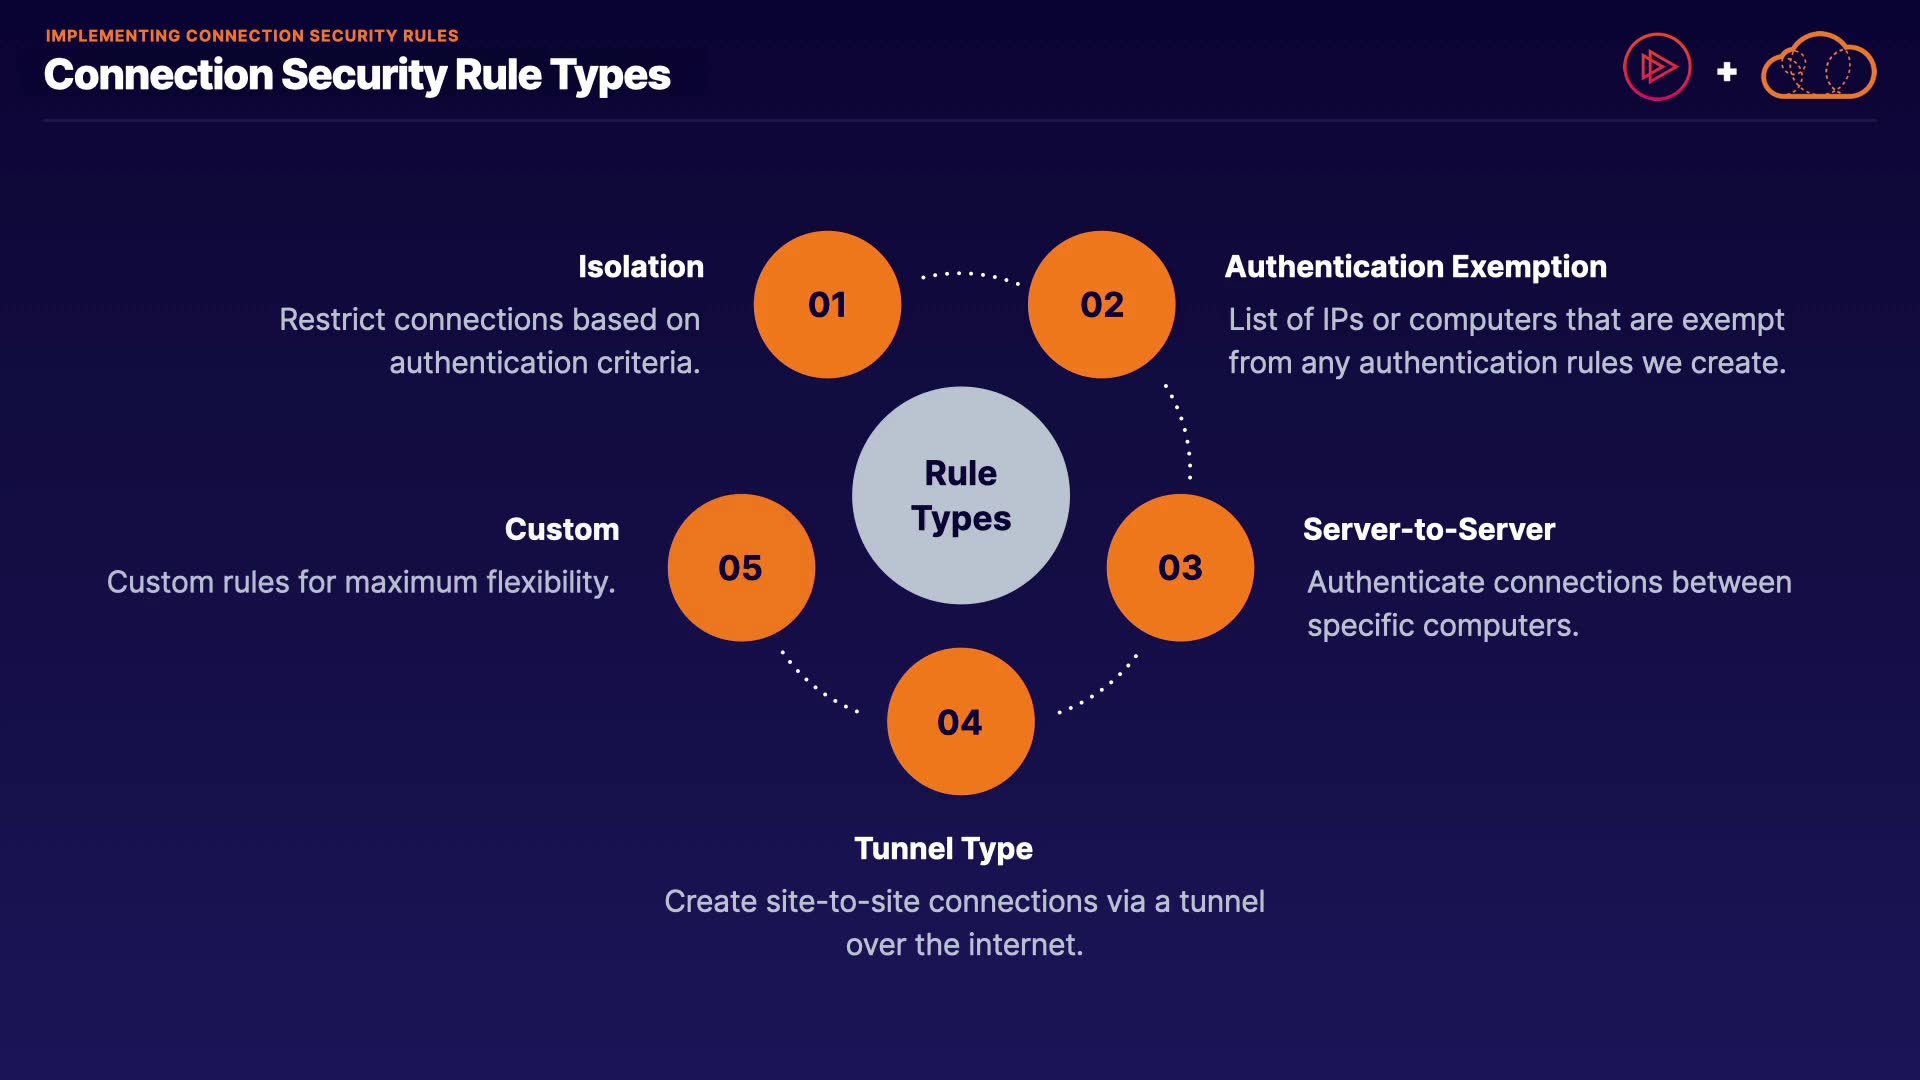 IMPLEMENTING CONNECTION SECURITY RULES
Connection Security Rule Types
+
Isolation
Restrict connections based on
authentication criteria.
01
02
Authentication Exemption
List of IPs or computers that are exempt
from any authentication rules we create.
Rule
Types
Custom
Custom rules for maximum flexibility.
05
03
Server-to-Server
Authenticate connections between
specific computers.
04
Tunnel Type
Create site-to-site connections via a tunnel
over the internet.